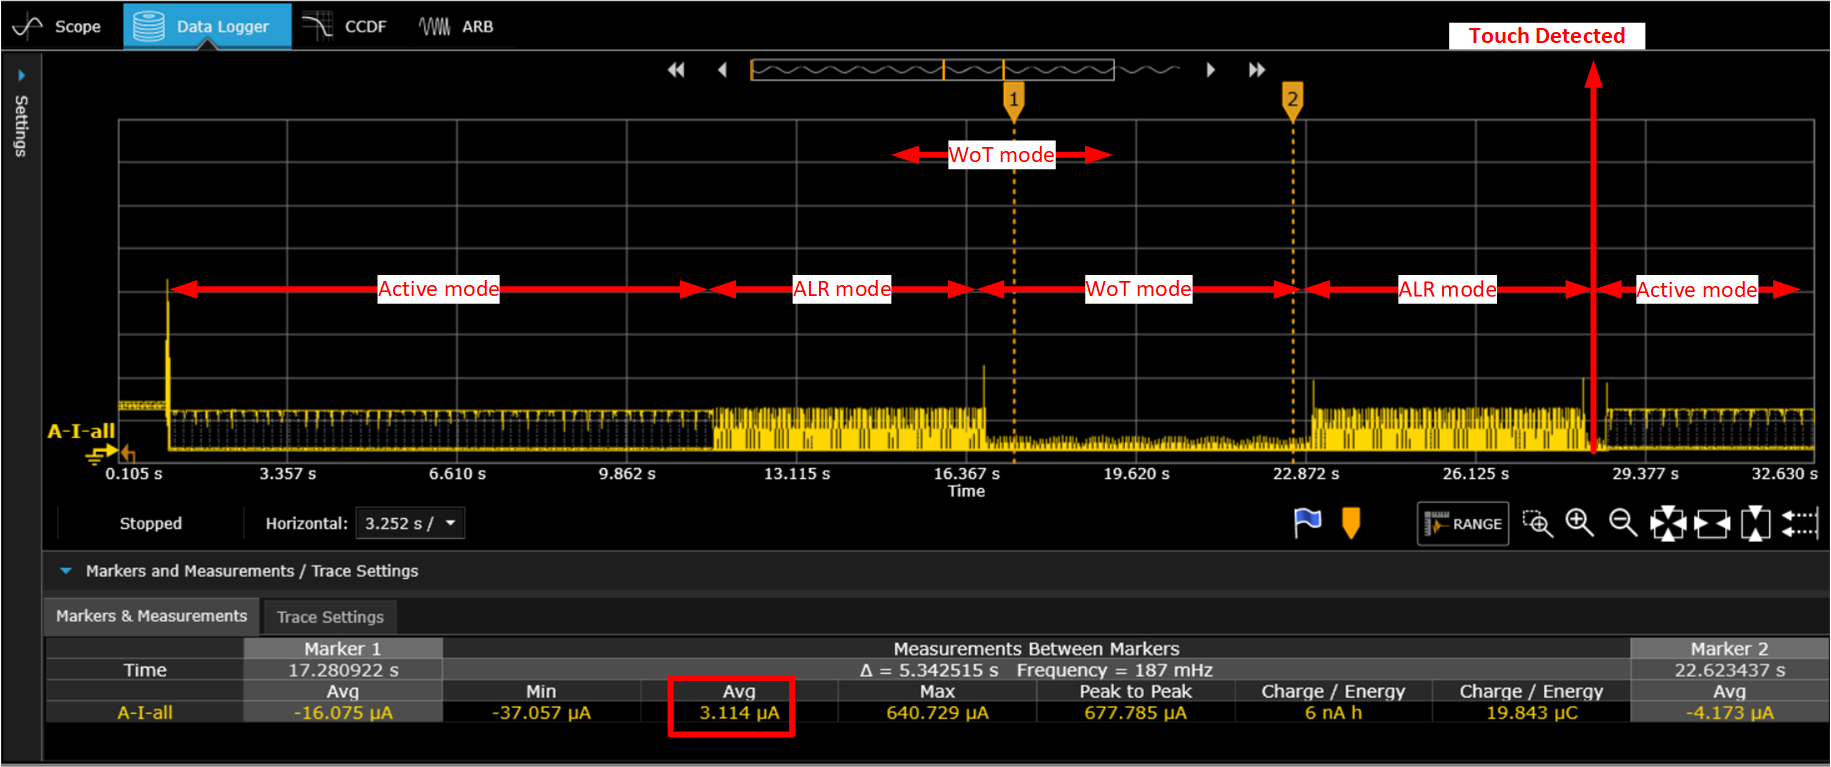 Scope Data Logger CCDF ARB
Touch Detected
Settings
1 2
WoT mode
Active mode ALR mode WoT mode ALR mode Active mode
A-I-all
0.105 s 3.357 s 6.610 s 9.862 s 13.115 s 16.367 s 19.620 s 22.872 s 26.125 s 29.377 s 32.630 s
Time
Stopped Horizontal: 3.252 s / RANGE
Markers and Measurements / Trace Settings
Markers & Measurements Trace Settings
Marker 1 Measurements Between Markers Marker 2
Time 17.280922 s Δ = 5.342515 s Frequency = 187 mHz 22.623437 s
Avg Min Avg Max Peak to Peak Charge / Energy Charge / Energy Avg
A-I-all -16.075 µA -37.057 µA 3.114 µA 640.729 µA 677.785 µA 6 nA h 19.843 µC -4.173 µA